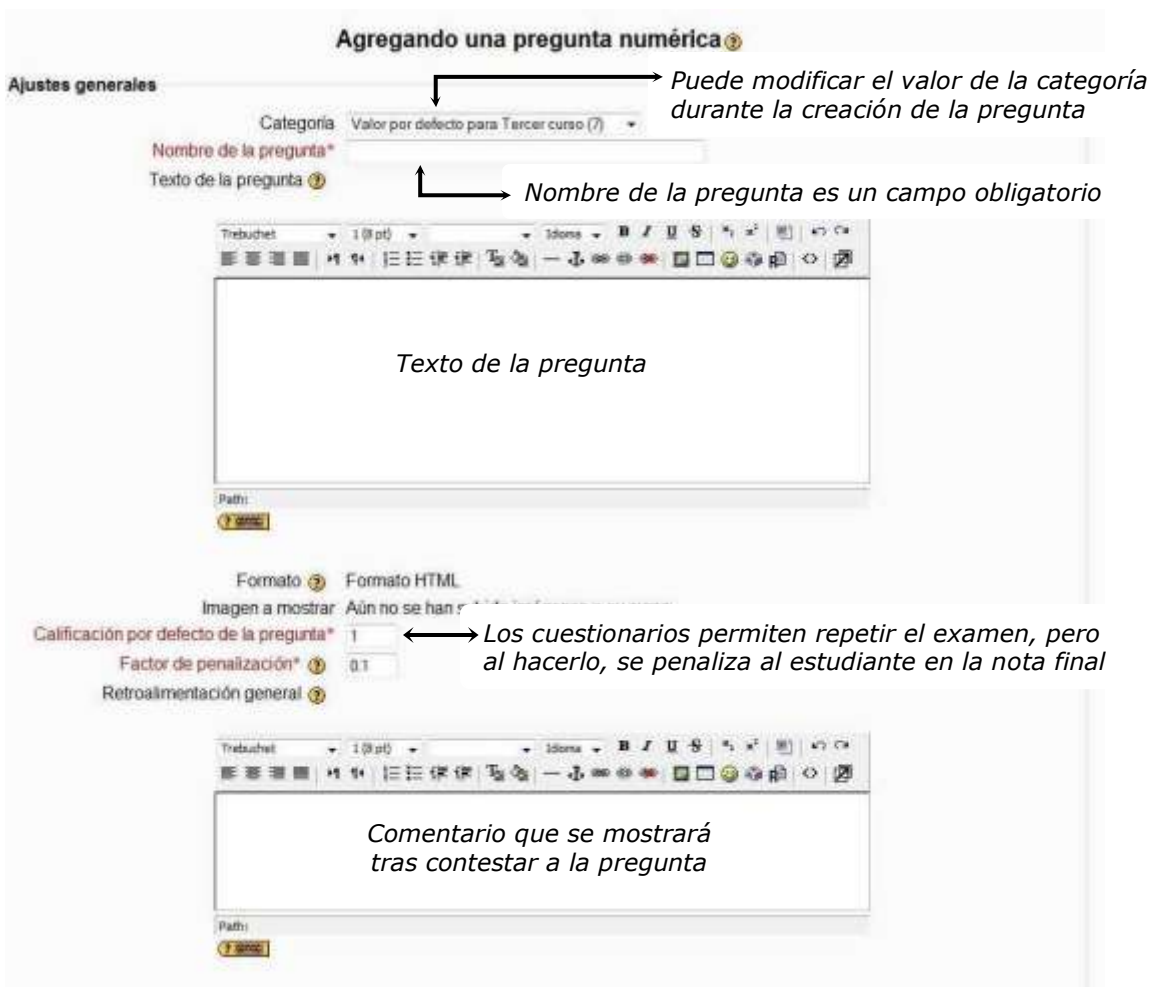 Agregando una pregunta numérica
Ajustes generales
Puede modificar el valor de la categoría
durante la creación de la pregunta
Categoría Valor por defecto para Tercer curso (7)
Nombre de la pregunta*
Texto de la pregunta
Nombre de la pregunta es un campo obligatorio
Trebuchet 1 (8 pt) Idioma B I U S
Texto de la pregunta
Path:
Formato Formato HTML
Imagen a mostrar Aún no se han
Calificación por defecto de la pregunta* 1
Los cuestionarios permiten repetir el examen, pero
al hacerlo, se penaliza al estudiante en la nota final
Factor de penalización* 0.1
Retroalimentación general
Trebuchet 1 (8 pt) Idioma B I U S
Comentario que se mostrará
tras contestar a la pregunta
Path: